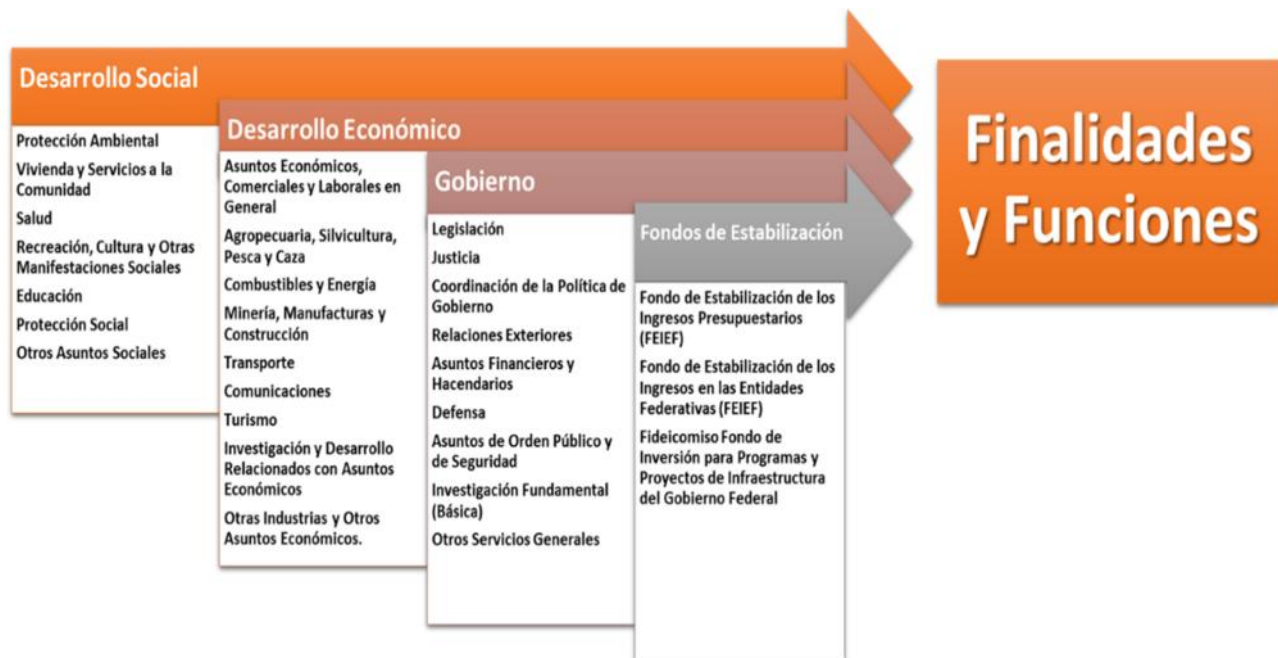 Desarrollo Social
Protección Ambiental
Vivienda y Servicios a la
Comunidad
Salud
Recreación, Cultura y Otras
Manifestaciones Sociales
Educación
Protección Social
Otros Asuntos Sociales
Desarrollo Económico
Asuntos Económicos,
Comerciales y Laborales en
General
Agropecuaria, Silvicultura,
Pesca y Caza
Combustibles y Energía
Minería, Manufacturas y
Construcción
Transporte
Comunicaciones
Turismo
Investigación y Desarrollo
Relacionados con Asuntos
Económicos
Otras Industrias y Otros
Asuntos Económicos.
Gobierno
Legislación
Justicia
Coordinación de la Política de
Gobierno
Relaciones Exteriores
Asuntos Financieros y
Hacendarios
Defensa
Asuntos de Orden Público y
de Seguridad
Investigación Fundamental
(Básica)
Otros Servicios Generales
Fondos de Estabilización
Fondo de Estabilización de los
Ingresos Presupuestarios
(FEIEF)
Fondo de Estabilización de los
Ingresos en las Entidades
Federativas (FEIEF)
Fideicomiso Fondo de
Inversión para Programas y
Proyectos de Infraestructura
del Gobierno Federal
Finalidades
y Funciones